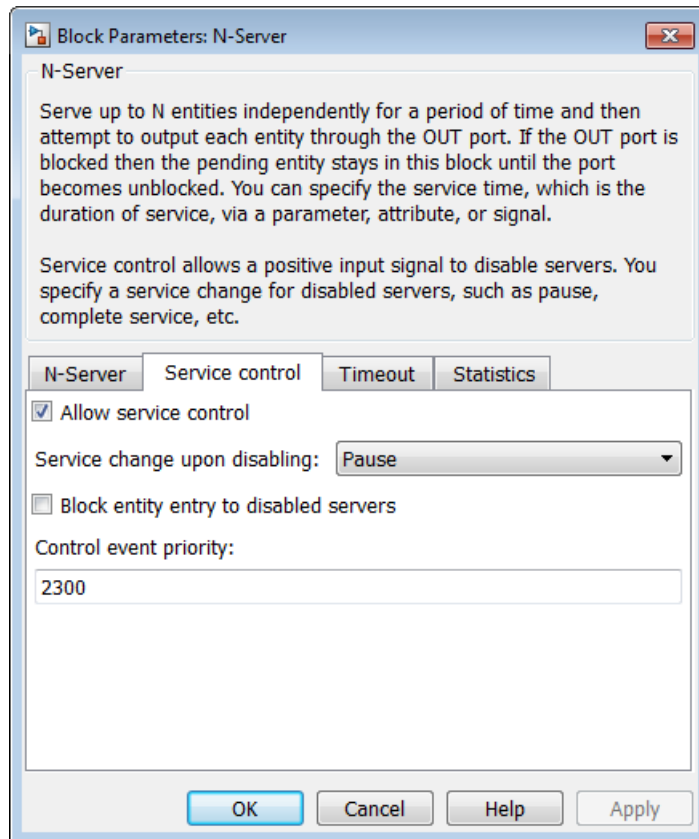 Block Parameters: N-Server
N-Server
Serve up to N entities independently for a period of time and then
attempt to output each entity through the OUT port. If the OUT port is
blocked then the pending entity stays in this block until the port
becomes unblocked. You can specify the service time, which is the
duration of service, via a parameter, attribute, or signal.
Service control allows a positive input signal to disable servers. You
specify a service change for disabled servers, such as pause,
complete service, etc.
N-Server Service control Timeout Statistics
Allow service control
Service change upon disabling: Pause
Block entity entry to disabled servers
Control event priority:
2300
OK Cancel Help Apply